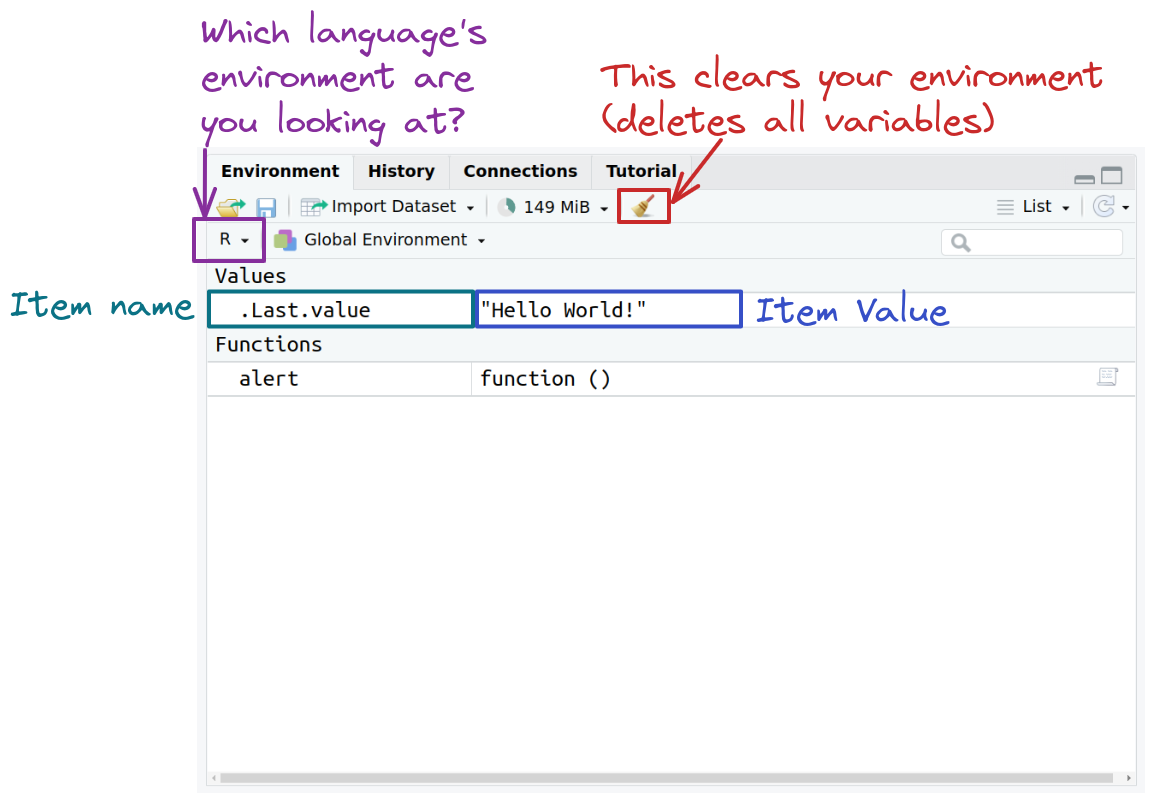 Which language's
environment are
you looking at?
This clears your environment
(deletes all variables)
Environment History Connections Tutorial
Import Dataset 149 MiB List
R Global Environment
Values
Item name .Last.value "Hello World!" Item Value
Functions
alert function ()